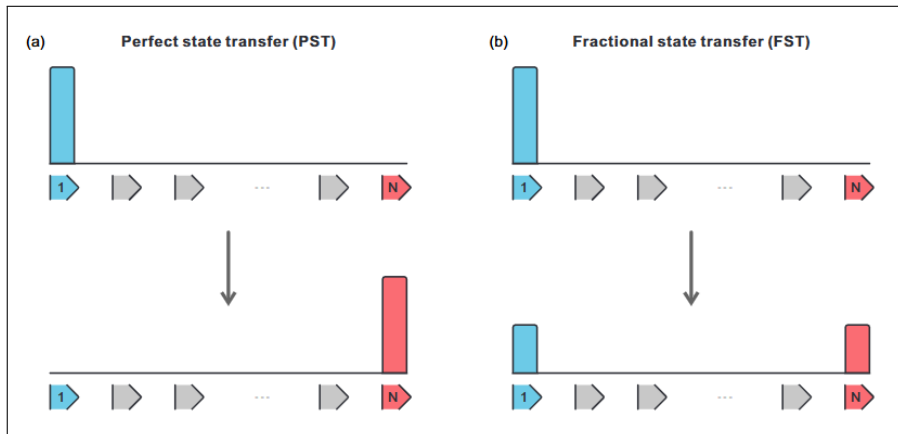 (a) Perfect state transfer (PST)
1 --- N
1 --- N
(b) Fractional state transfer (FST)
1 --- N
1 --- N